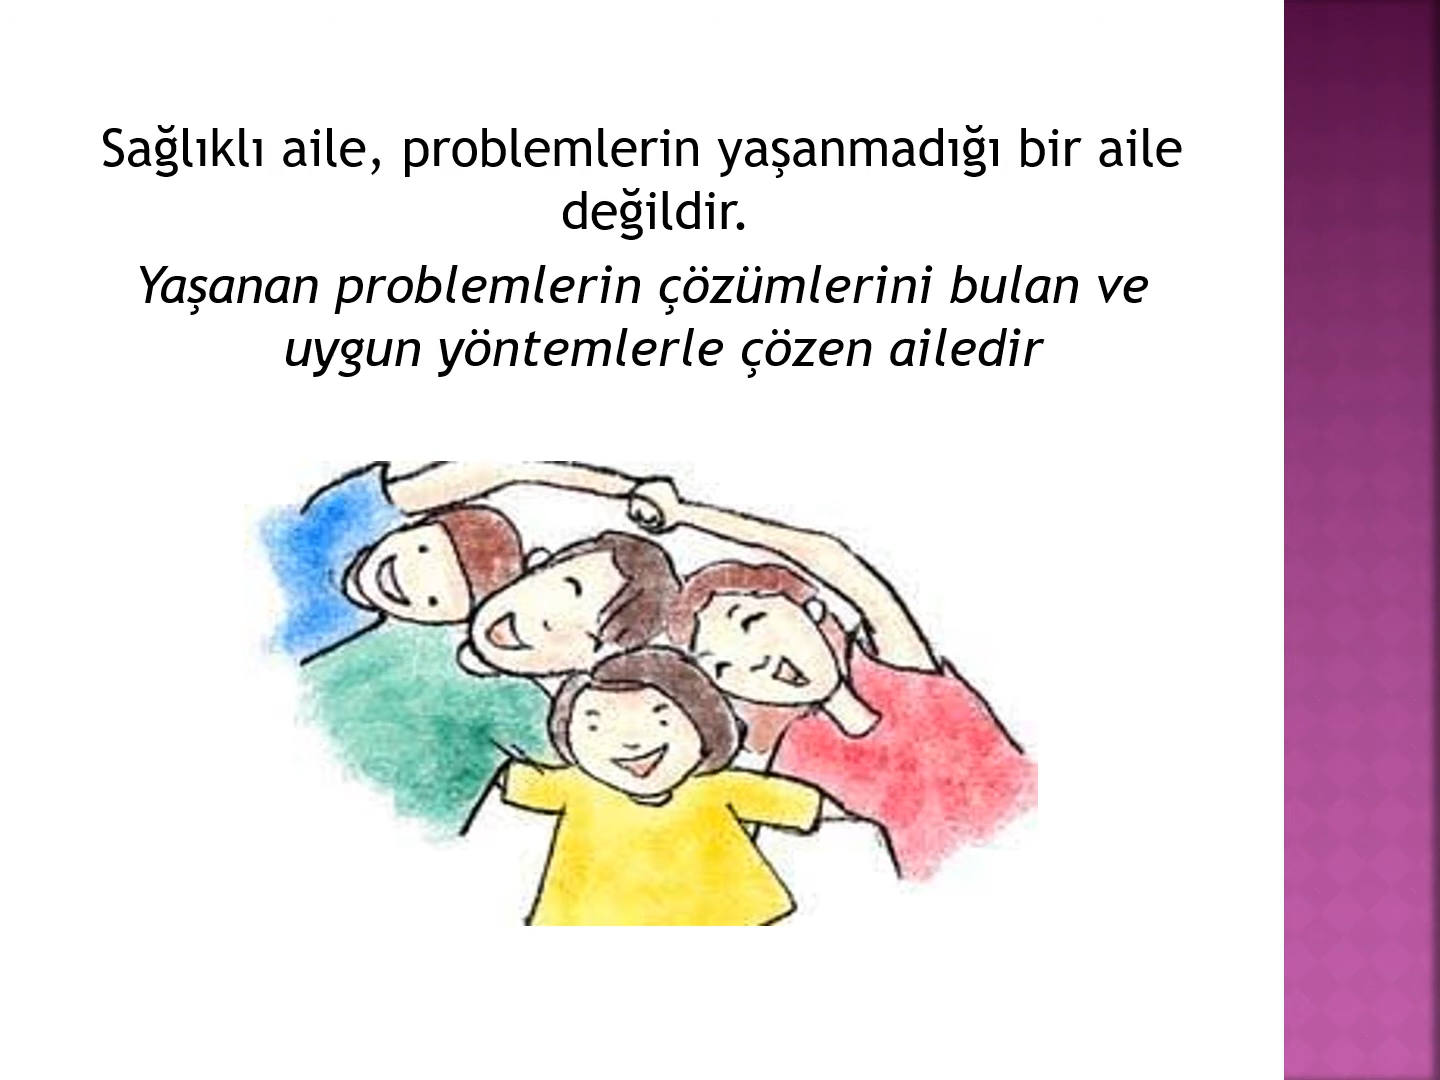 Sağlıklı aile, problemlerin yaşanmadığı bir aile
değildir.
Yaşanan problemlerin çözümlerini bulan ve
uygun yöntemlerle çözen ailedir